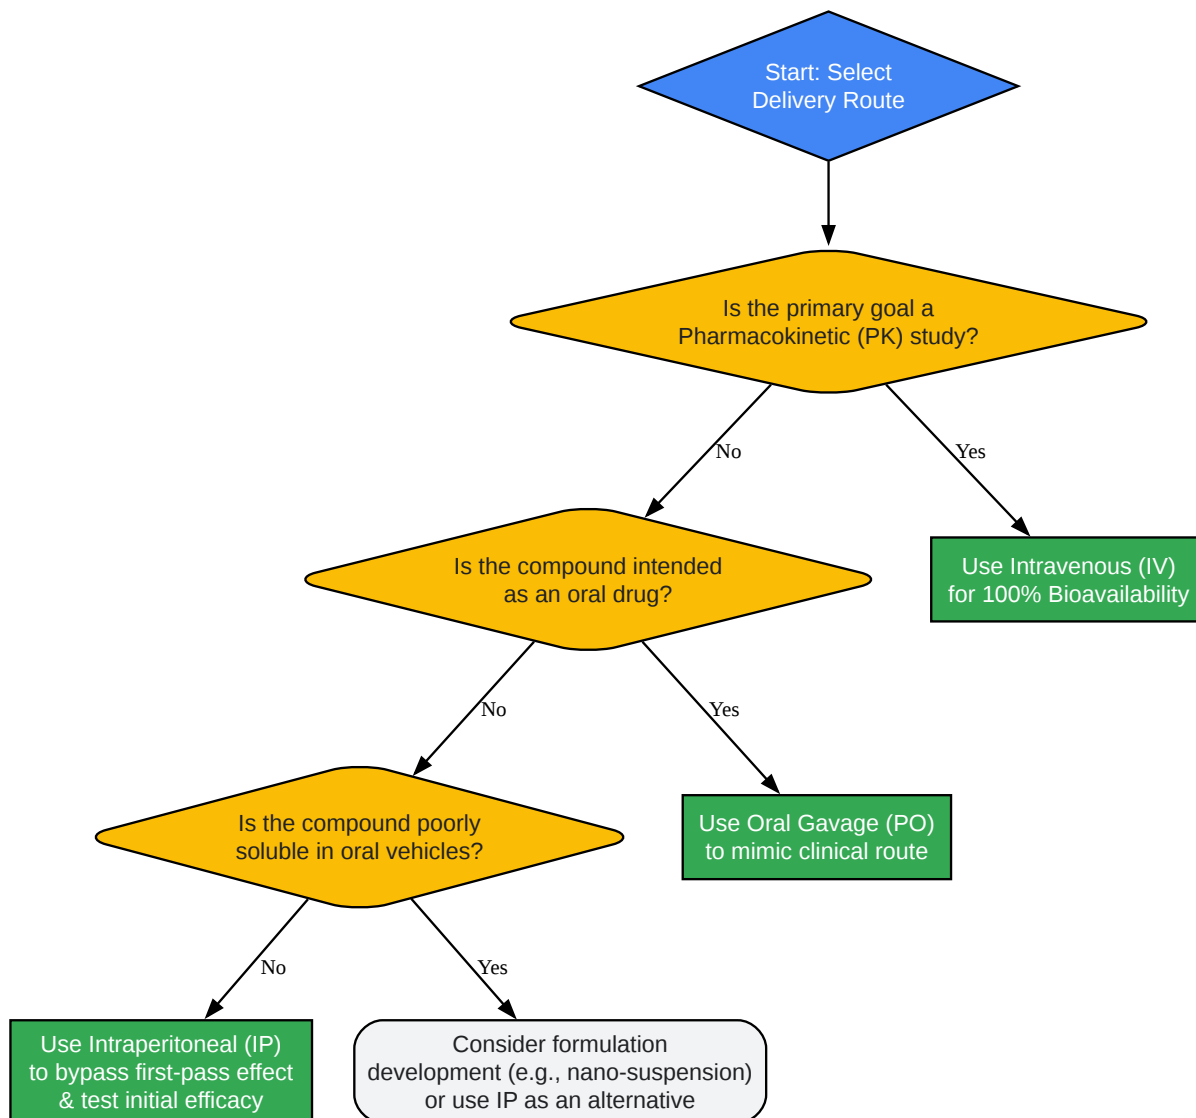 Start: Select
Delivery Route
Is the primary goal a
Pharmacokinetic (PK) study?
No
Yes
Is the compound intended
as an oral drug?
Use Intravenous (IV)
for 100% Bioavailability
No
Yes
Is the compound poorly
soluble in oral vehicles?
Use Oral Gavage (PO)
to mimic clinical route
No
Yes
Use Intraperitoneal (IP)
to bypass first-pass effect
& test initial efficacy
Consider formulation
development (e.g., nano-suspension)
or use IP as an alternative